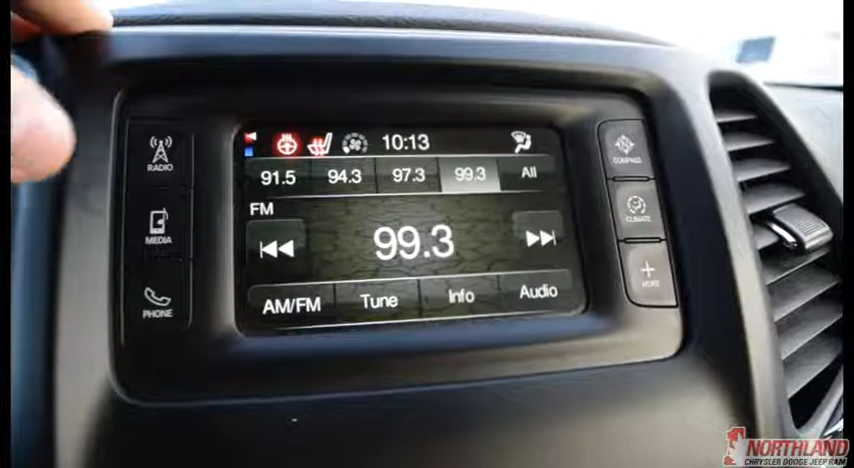 RADIO
MEDIA
PHONE
10:13
91.5 94.3 97.3 99.3 All
FM
99.3
AM/FM Tune Info Audio
N
COMPASS
CLIMATE
MORE
NORTHLAND
CHRYSLER DODGE JEEP RAM